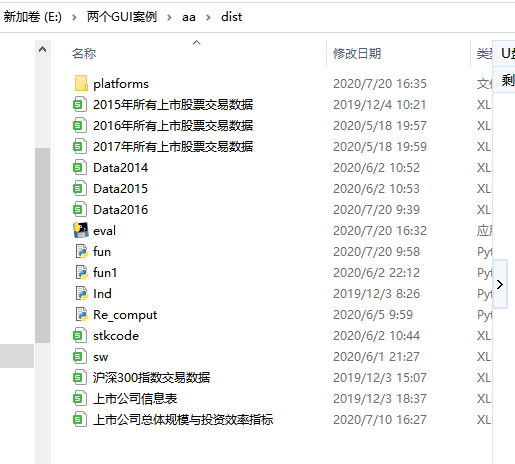 新加卷 (E:) > 两个GUI案例 > aa > dist
名称 修改日期 类型 U盘
剩
platforms 2020/7/20 16:35 文件
2015年所有上市股票交易数据 2019/12/4 10:21 XL
2016年所有上市股票交易数据 2020/5/18 19:57 XL
2017年所有上市股票交易数据 2020/5/18 19:59 XL
Data2014 2020/6/2 10:52 XL
Data2015 2020/6/2 10:53 XL
Data2016 2020/7/20 9:39 XL
eval 2020/7/20 16:32 应用
fun 2020/7/20 9:58 Pyt
fun1 2020/6/2 22:12 Pyt
Ind 2019/12/3 8:26 Pyt
Re_comput 2020/6/5 9:59 Pyt
stkcode 2020/6/2 10:44 XL
sw 2020/6/1 21:27 XL
沪深300指数交易数据 2019/12/3 15:07 XL
上市公司信息表 2019/12/3 18:37 XL
上市公司总体规模与投资效率指标 2020/7/10 16:27 XL